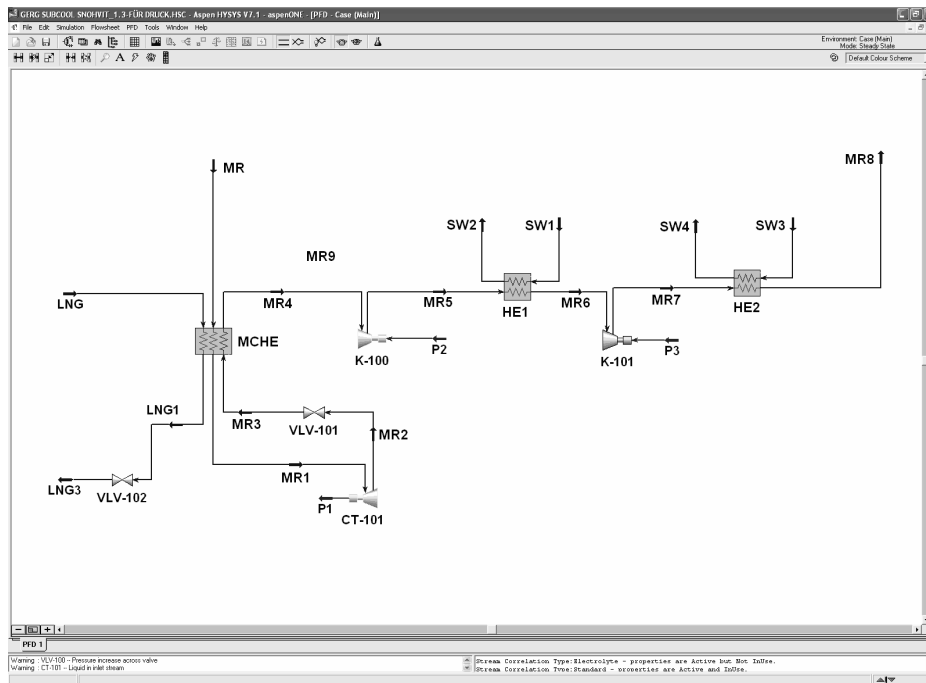 GERG SUBCOOL SNOHVIT_1.3-FÜR DRUCK.HSC - Aspen HYSYS V7.1 - aspenONE - [PFD - Case (Main)]
File Edit Simulation Flowsheet PFD Tools Window Help
Environment: Case (Main)
Mode: Steady State
Default Colour Scheme
MR8
MR
SW2
SW1
SW4
SW3
MR9
LNG
MR4
MR5
HE1
MR6
MR7
HE2
MCHE
K-100
P2
K-101
P3
LNG1
MR3
VLV-101
MR2
MR1
LNG3
VLV-102
P1
CT-101
PFD 1
Warning : VLV-100 -- Pressure increase across valve
Warning : CT-101 -- Liquid in inlet stream
Stream Correlation Type:Electrolyte - properties are Active but Not InUse.
Stream Correlation Type:Standard - properties are Active and InUse.